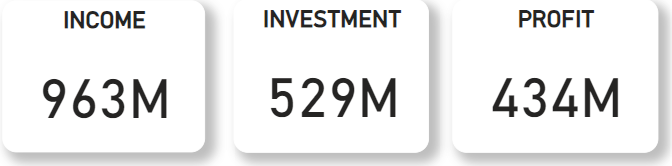 INCOME
963M
INVESTMENT
529M
PROFIT
434M